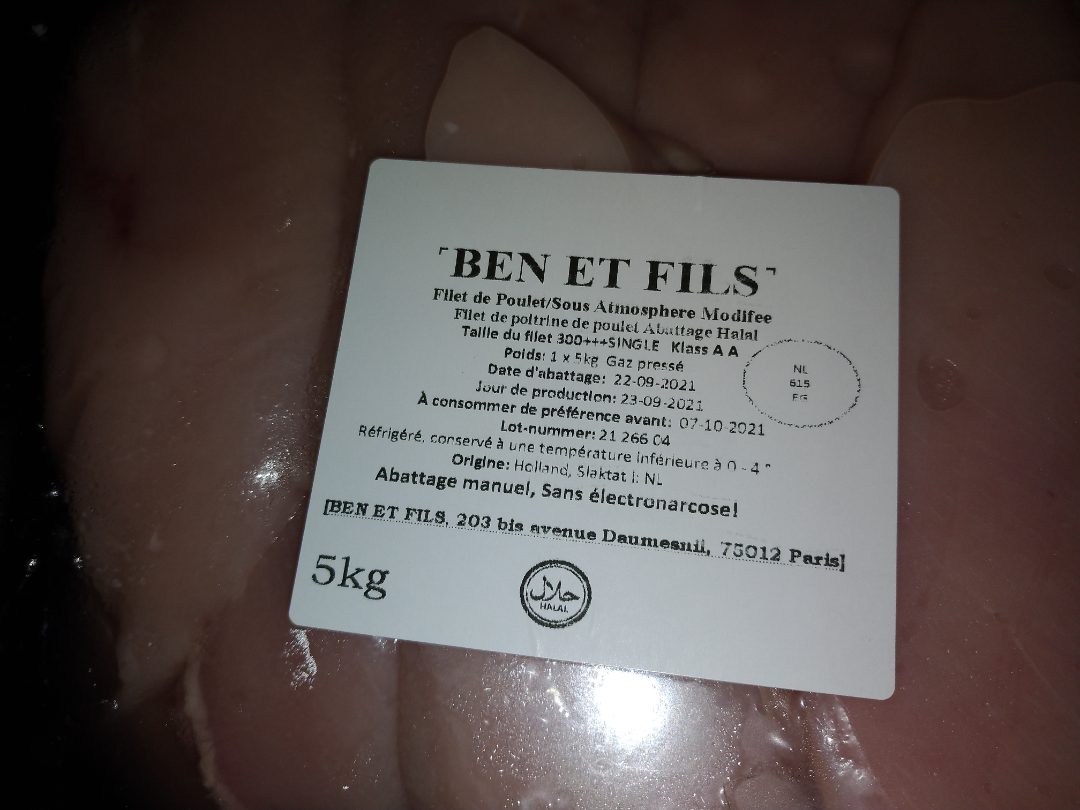 "BEN ET FILS"
Filet de Poulet/Sous Atmosphere Modifee
Filet de poltrine de poulet Abattage Halal
Taille du filet 300+++SINGLE Klass A A
Poids: 1 x 5kg Gaz pressé
Date d'abattage: 22-09-2021
Jour de production: 23-09-2021
À consommer de préférence avant: 07-10-2021
Lot-nummer: 21 266 04
Réfrigéré, conservé à une température inférieure à 0 - 4 °
Origine: Holland, Slaktat i: NL
Abattage manuel, Sans électronarcose!
[BEN ET FILS, 203 bis avenue Daumesnil, 75012 Paris]
NL
615
EG
5kg
حلال
HALAL